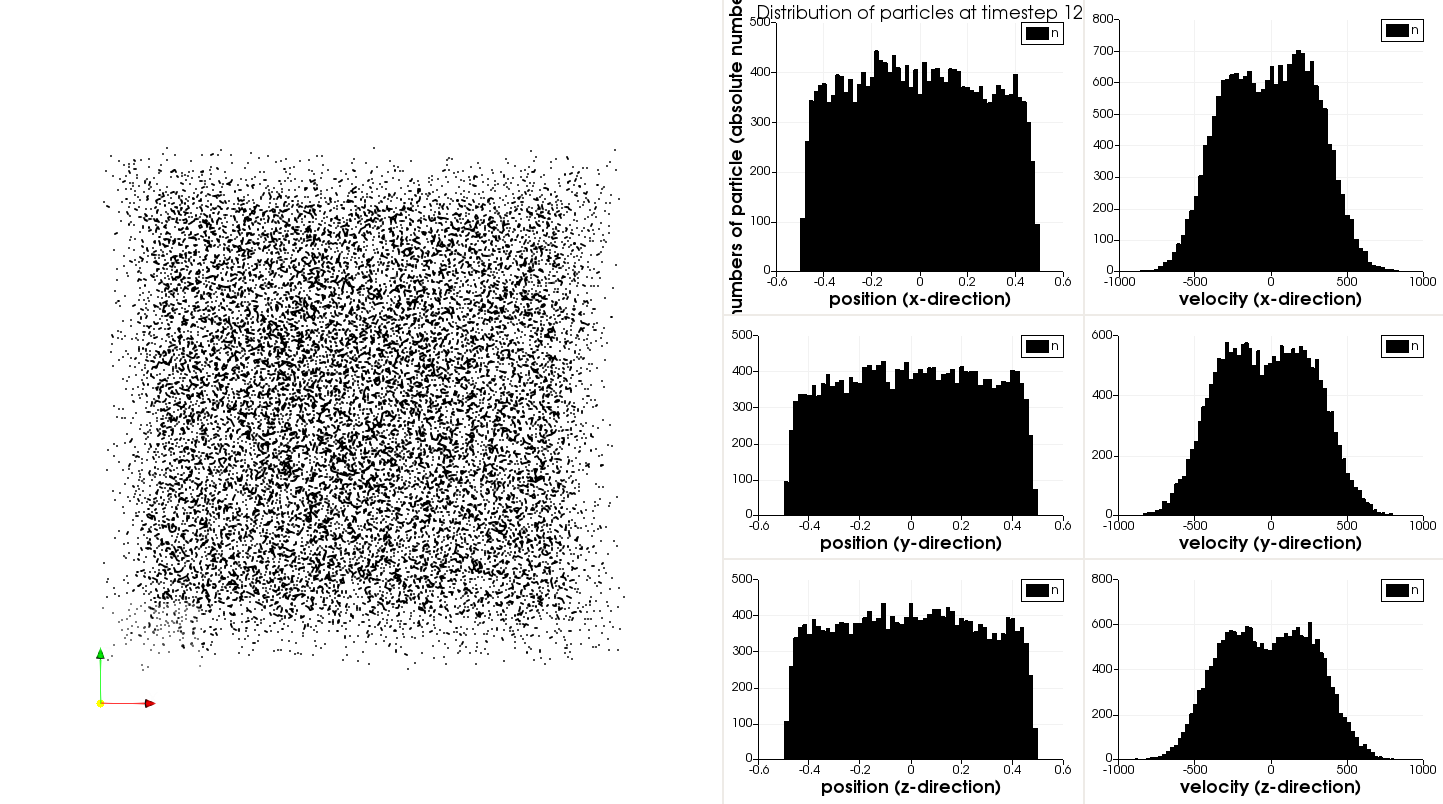 Distribution of particles at timestep 12
numbers of particle (absolute numbe
500
400
300
200
100
0
-0.6 -0.4 -0.2 0 0.2 0.4 0.6
position (x-direction)
n
800
700
600
500
400
300
200
100
0
-1000 -500 0 500 1000
velocity (x-direction)
n
500
400
300
200
100
0
-0.6 -0.4 -0.2 0 0.2 0.4 0.6
position (y-direction)
n
600
400
200
0
-1000 -500 0 500 1000
velocity (y-direction)
n
500
400
300
200
100
0
-0.6 -0.4 -0.2 0 0.2 0.4 0.6
position (z-direction)
n
800
600
400
200
0
-1000 -500 0 500 1000
velocity (z-direction)
n